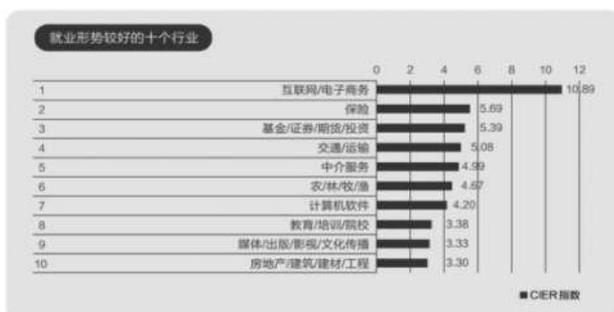 就业形势较好的十个行业
0 2 4 6 8 10 12
1 互联网/电子商务 10.89
2 保险 5.69
3 基金/证券/期货/投资 5.39
4 交通/运输 5.08
5 中介服务 4.99
6 农/林/牧/渔 4.67
7 计算机软件 4.20
8 教育/培训/院校 3.38
9 媒体/出版/影视/文化传播 3.33
10 房地产/建筑/建材/工程 3.30
CIER指数